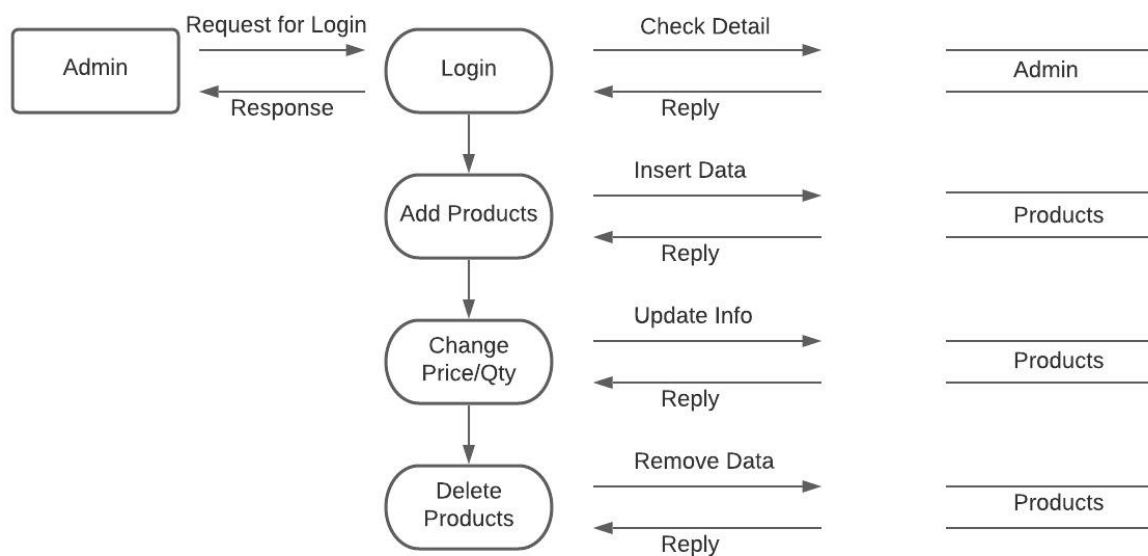 Request for Login
Check Detail
Admin
Login
Admin
Response
Reply
Insert Data
Add Products
Products
Reply
Update Info
Change
Price/Qty
Products
Reply
Remove Data
Delete
Products
Products
Reply